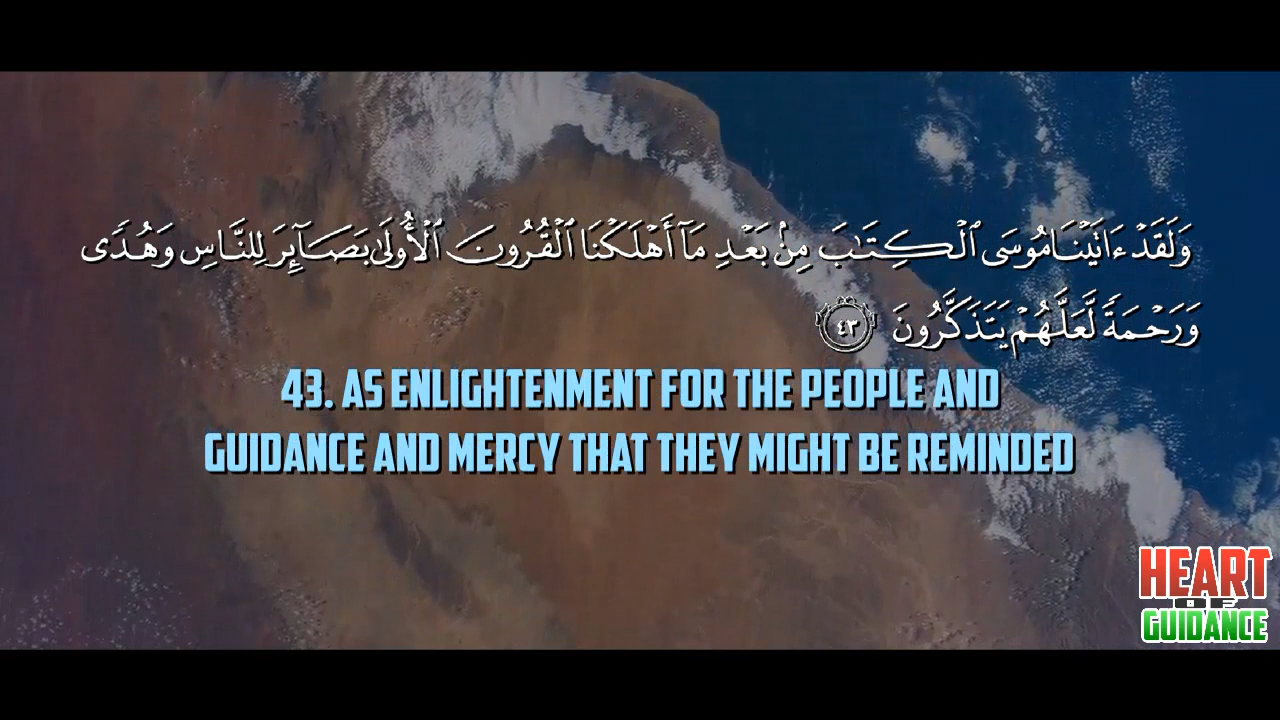 وَلَقَدْ ءَاتَيْنَا مُوسَى ٱلْكِتَٰبَ مِنۢ بَعْدِ مَآ أَهْلَكْنَا ٱلْقُرُونَ ٱلْأُولَىٰ بَصَآئِرَ لِلنَّاسِ وَهُدًى
وَرَحْمَةً لَّعَلَّهُمْ يَتَذَكَّرُونَ ٤٣
43. AS ENLIGHTENMENT FOR THE PEOPLE AND
GUIDANCE AND MERCY THAT THEY MIGHT BE REMINDED
HEART
OF
GUIDANCE